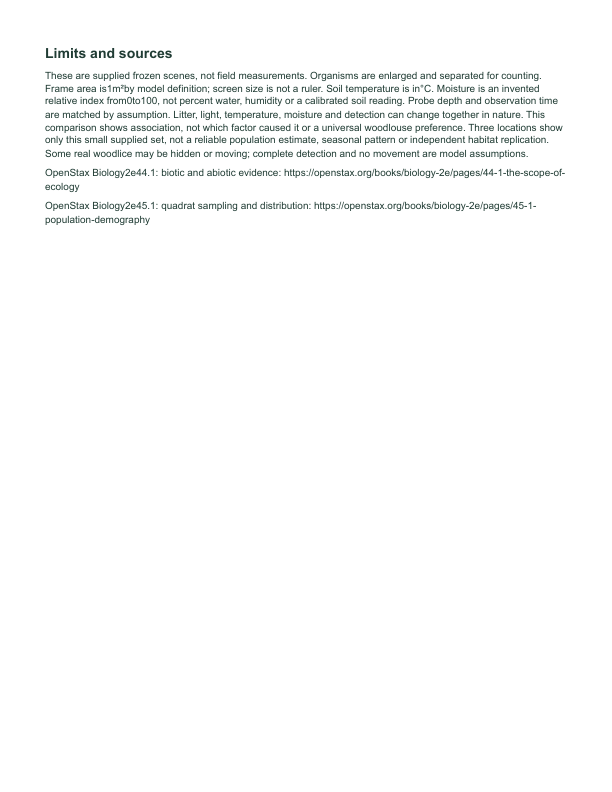 Limits and sources
These are supplied frozen scenes, not field measurements. Organisms are enlarged and separated for counting.
Frame area is1m²by model definition; screen size is not a ruler. Soil temperature is in°C. Moisture is an invented
relative index from0to100, not percent water, humidity or a calibrated soil reading. Probe depth and observation time
are matched by assumption. Litter, light, temperature, moisture and detection can change together in nature. This
comparison shows association, not which factor caused it or a universal woodlouse preference. Three locations show
only this small supplied set, not a reliable population estimate, seasonal pattern or independent habitat replication.
Some real woodlice may be hidden or moving; complete detection and no movement are model assumptions.
OpenStax Biology2e44.1: biotic and abiotic evidence: https://openstax.org/books/biology-2e/pages/44-1-the-scope-of-
ecology
OpenStax Biology2e45.1: quadrat sampling and distribution: https://openstax.org/books/biology-2e/pages/45-1-
population-demography